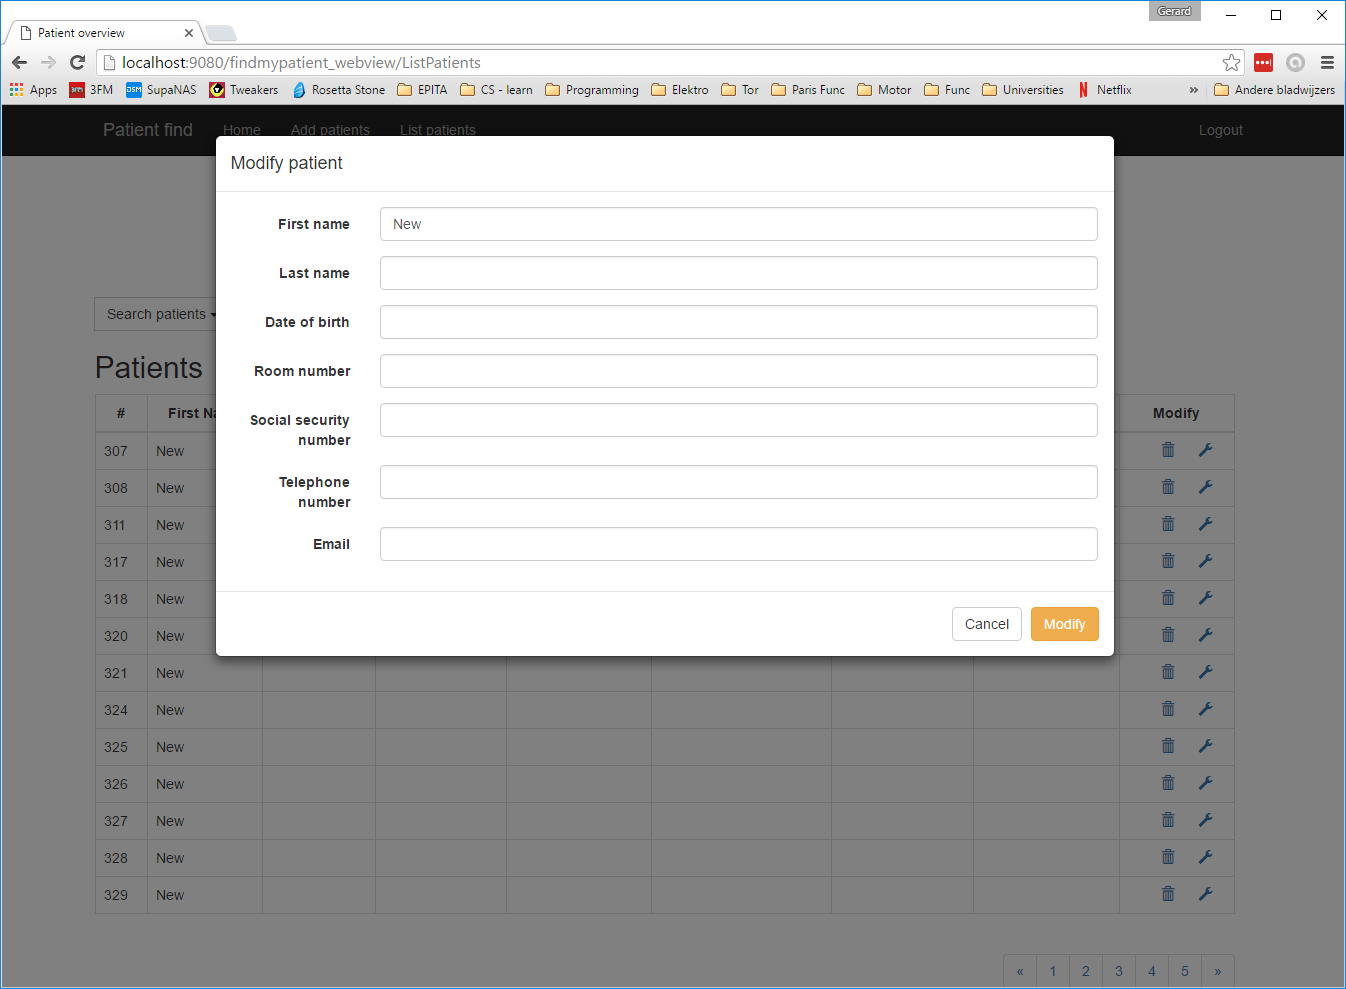 Gerard
Patient overview
localhost:9080/findmypatient_webview/ListPatients
Apps 3FM 3FM DSM SupaNAS Tweakers Rosetta Stone EPITA CS - learn Programming Elektro Tor Paris Func Motor Func Universities Netflix » Andere bladwijzers
Patient find Home Add patients List patients Logout
Modify patient
First name New
Last name
Date of birth
Room number
Social security
number
Telephone
number
Email
Cancel Modify
Search patients
Patients
# First Na Modify
307 New
308 New
311 New
317 New
318 New
320 New
321 New
324 New
325 New
326 New
327 New
328 New
329 New
« 1 2 3 4 5 »